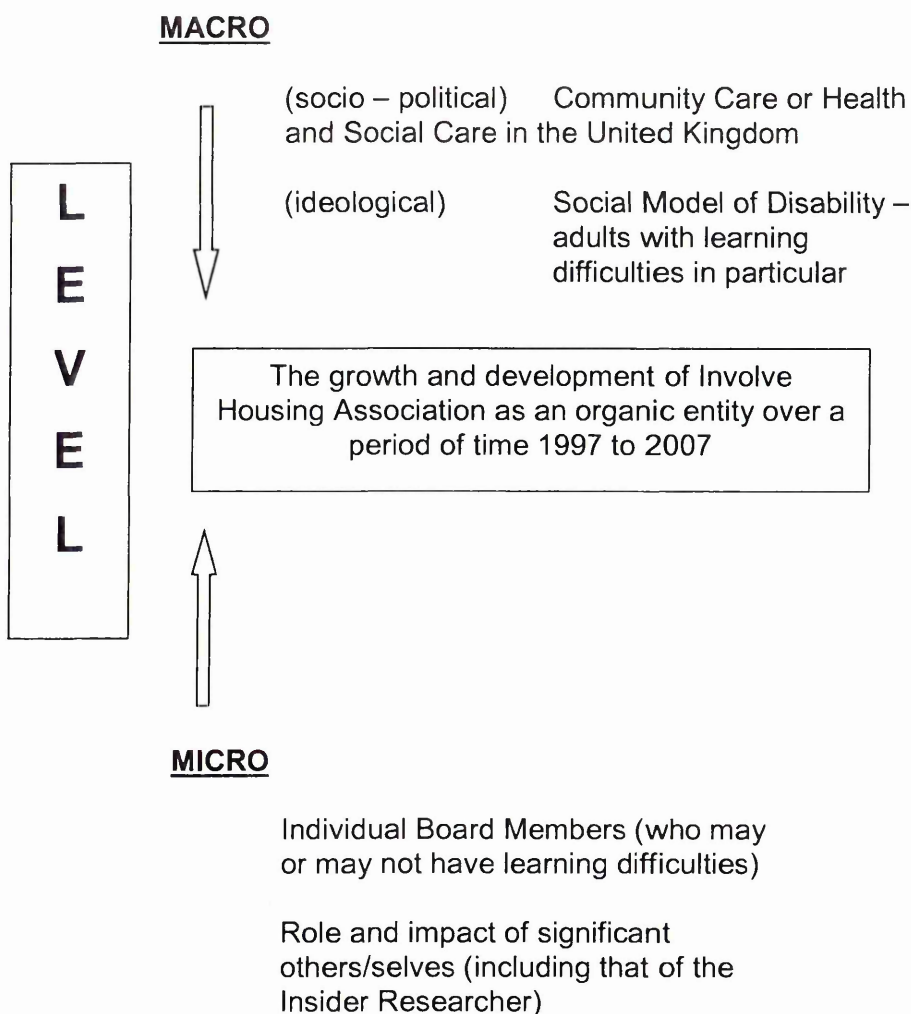 MACRO
(socio – political) Community Care or Health
and Social Care in the United Kingdom
(ideological) Social Model of Disability –
adults with learning
difficulties in particular
L
E
V
E
L
The growth and development of Involve
Housing Association as an organic entity over a
period of time 1997 to 2007
MICRO
Individual Board Members (who may
or may not have learning difficulties)
Role and impact of significant
others/selves (including that of the
Insider Researcher)